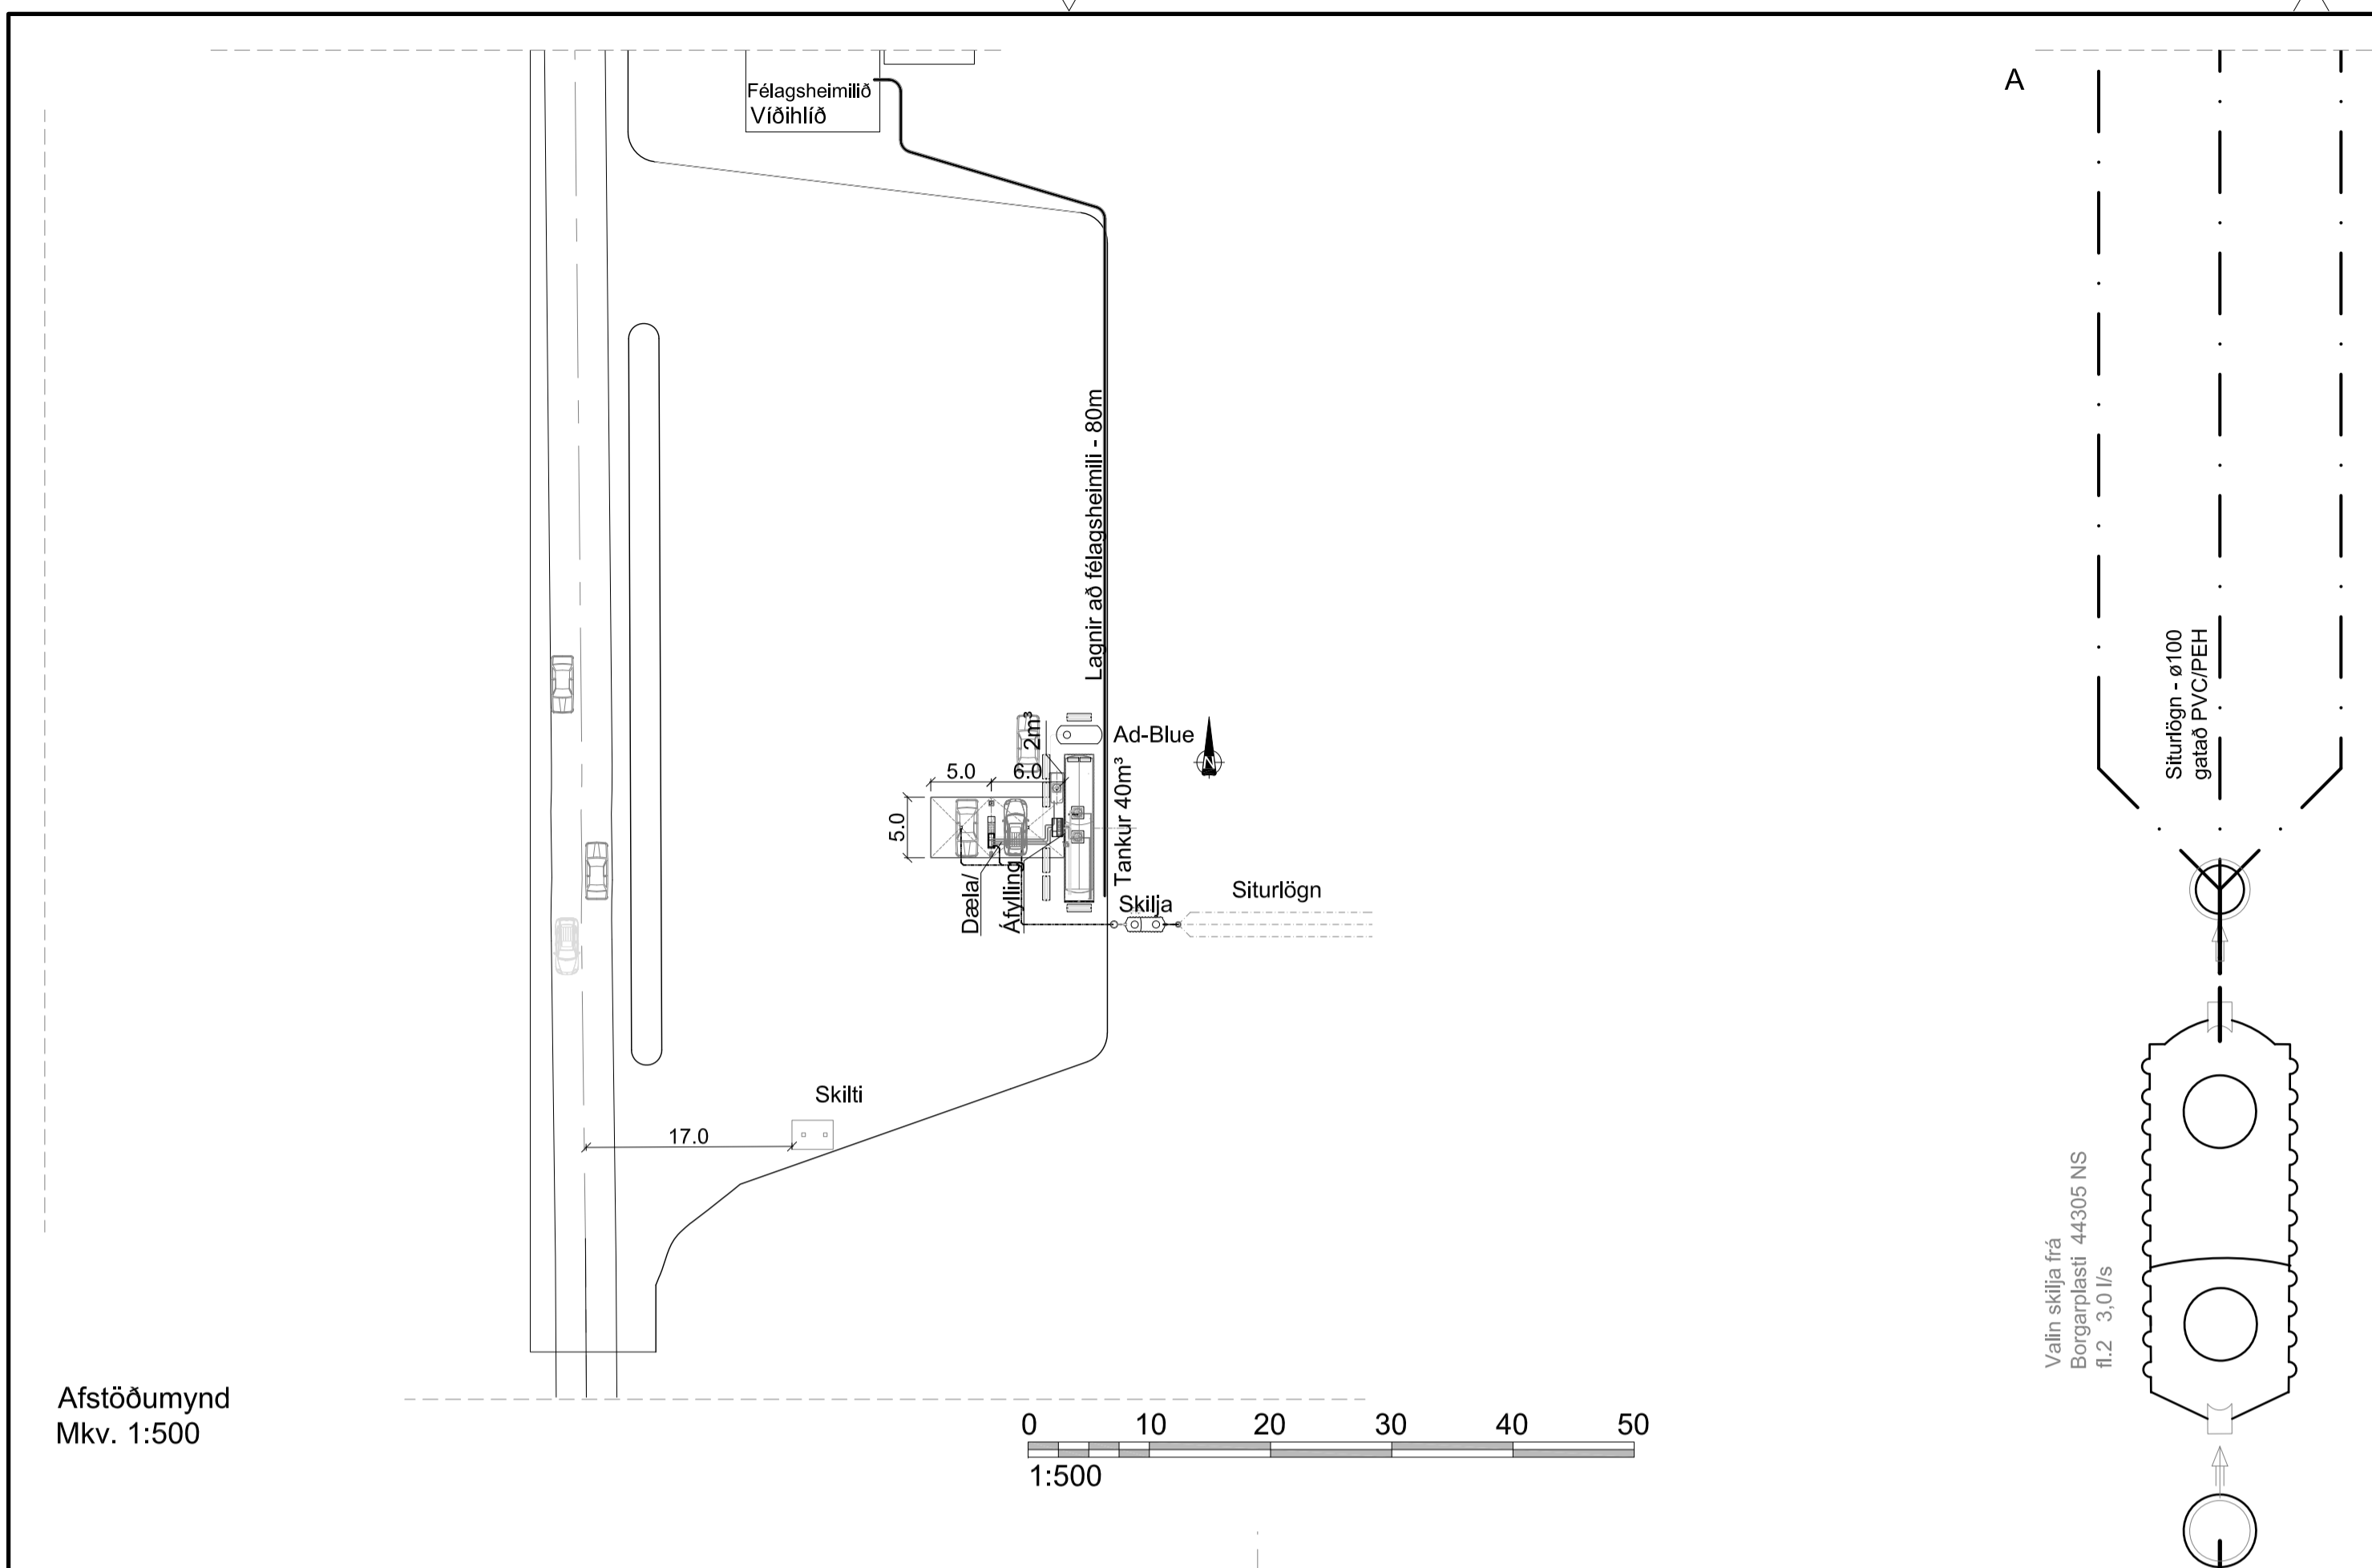 Félagsheimilið
Víðihlíð
A
Lagnir að félagsheimili - 80m
Siturlögn - ø100
gatað PVC/PEH
2m³
Ad-Blue
N
5.0
6.0
5.0
Tankur 40m³
Dæla/
Áfylling
Skilja
Siturlögn
Skilti
17.0
Valin skilja frá
Borgarplasti 44305 NS
fl.2 3,0 l/s
Afstöðumynd
Mkv. 1:500
0 10 20 30 40 50
1:500